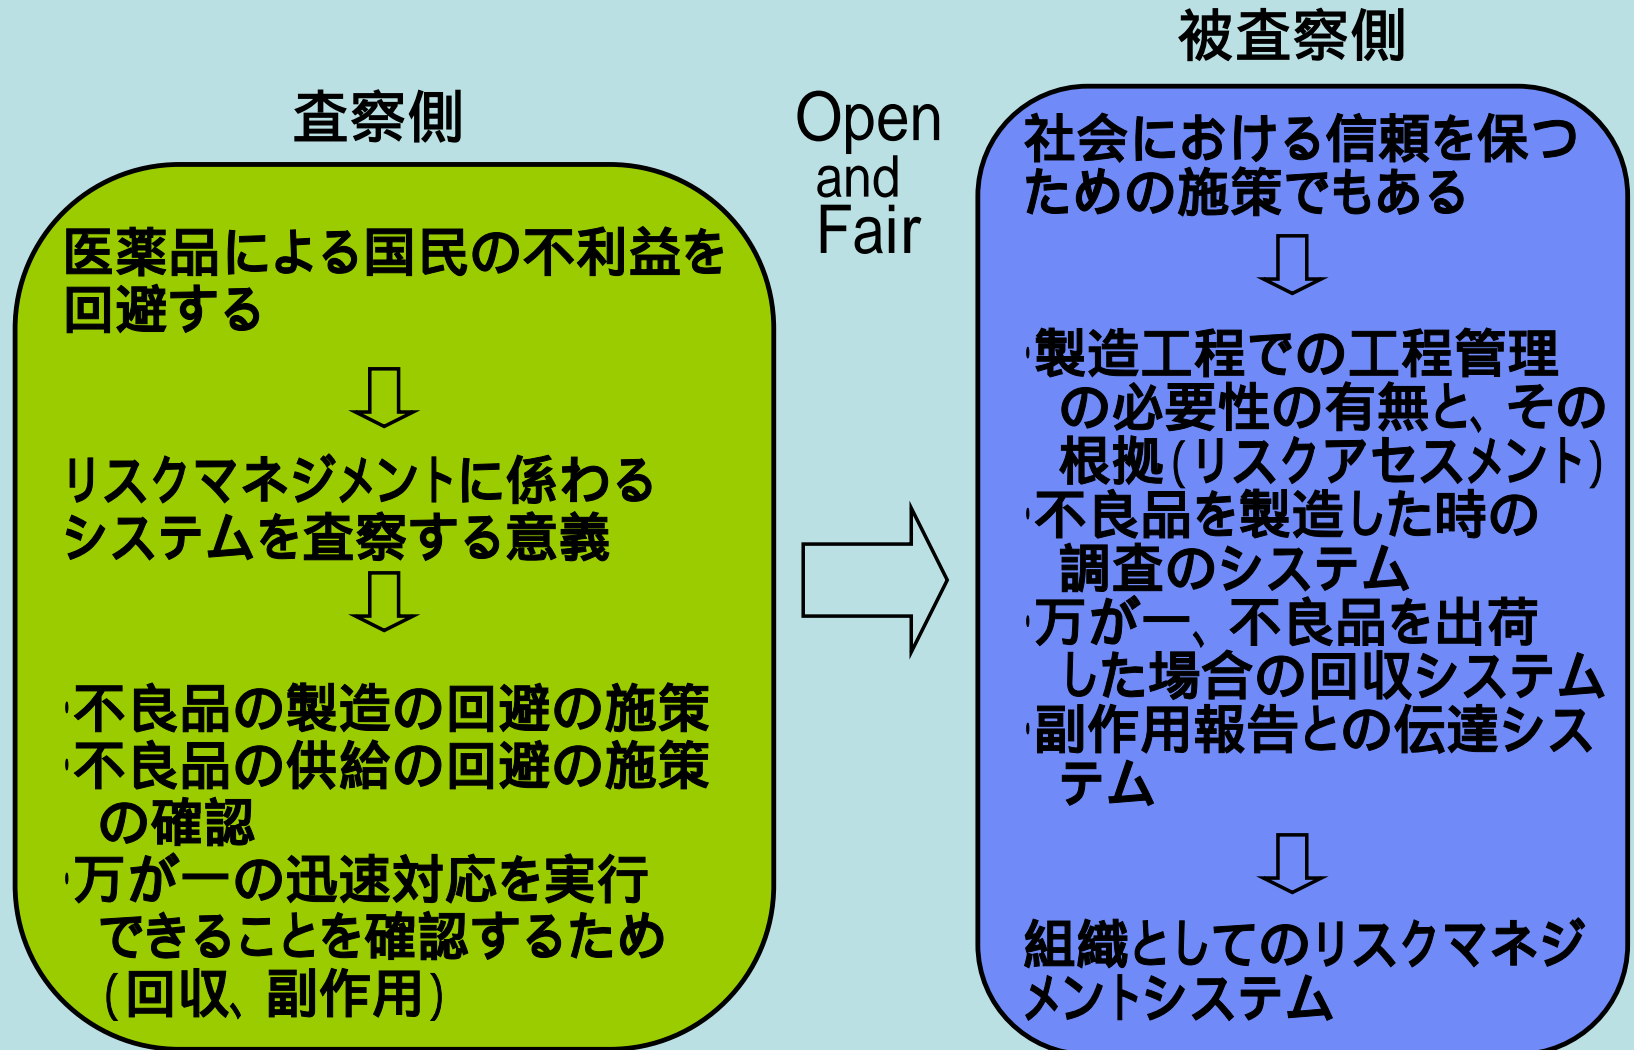 査察側
医薬品による国民の不利益を
回避する
リスクマネジメントに係わる
システムを査察する意義
・不良品の製造の回避の施策
・不良品の供給の回避の施策
の確認
・万が一の迅速対応を実行
できることを確認するため
(回収、副作用)
Open
and
Fair
被査察側
社会における信頼を保つ
ための施策でもある
・製造工程での工程管理
の必要性の有無と、その
根拠(リスクアセスメント)
・不良品を製造した時の
調査のシステム
・万が一、不良品を出荷
した場合の回収システム
・副作用報告との伝達シス
テム
組織としてのリスクマネジ
メントシステム